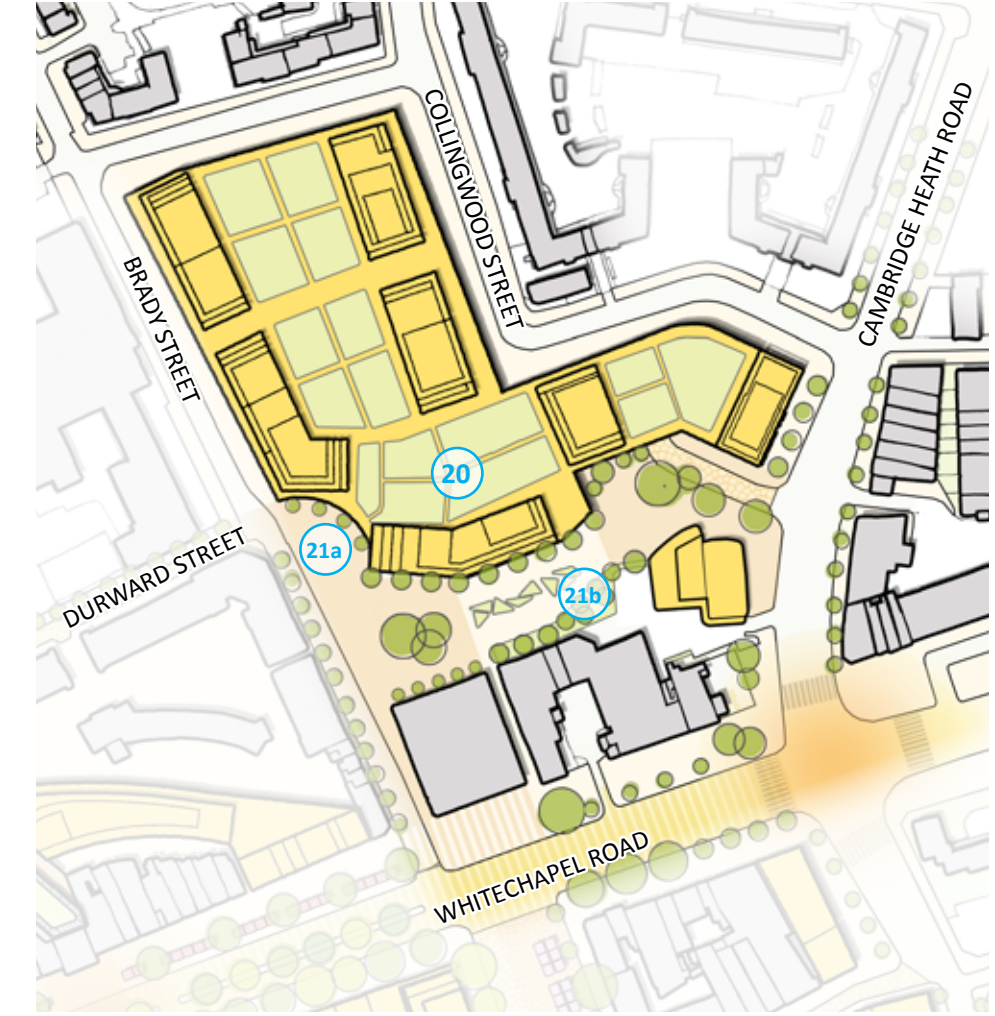 COLLINGWOOD STREET
CAMBRIDGE HEATH ROAD
BRADY STREET
20
DURWARD STREET
21a
21b
WHITECHAPEL ROAD